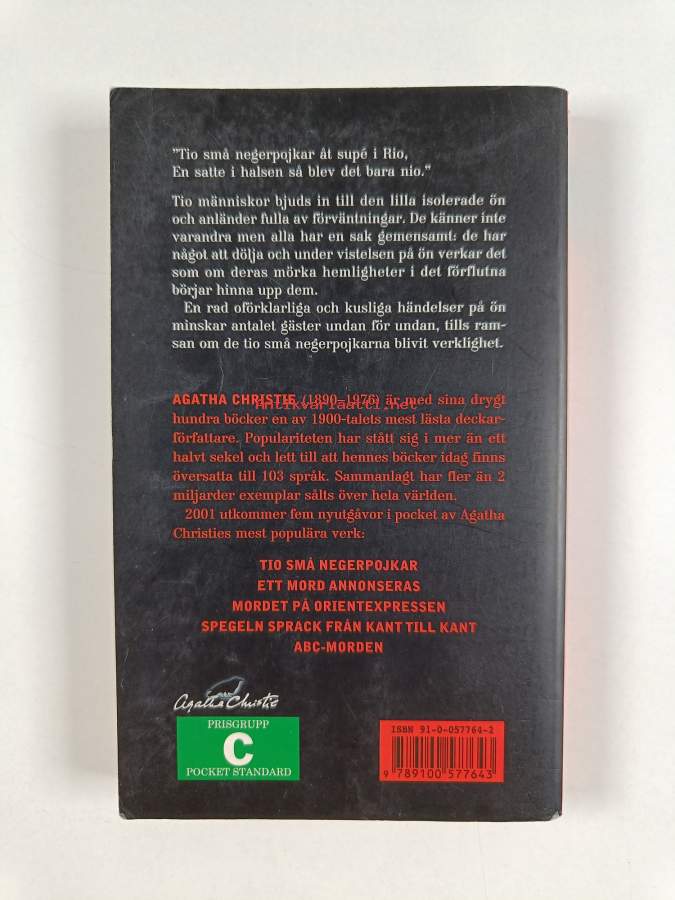 ”Tio små negerpojkar åt supé i Rio,
En satte i halsen så blev det bara nio.“
Tio människor bjuds in till den lilla isolerade ön
och anländer fulla av förväntningar. De känner inte
varandra men alla har en sak gemensamt: de har
något att dölja och under vistelsen på ön verkar det
som om deras mörka hemligheter i det förflutna
börjar hinna upp dem.
En rad oförklarliga och kusliga händelser på ön
minskar antalet gäster undan för undan, tills ram-
san om de tio små negerpojkarna blivit verklighet.
AGATHA CHRISTIE (1890–1976) är med sina drygt
Antikvariaatti.net
hundra böcker en av 1900-talets mest lästa deckar-
författare. Populariteten har stått sig i mer än ett
halvt sekel och lett till att hennes böcker idag finns
översatta till 103 språk. Sammanlagt har fler än 2
miljarder exemplar sålts över hela världen.
2001 utkommer fem nyutgåvor i pocket av Agatha
Christies mest populära verk:
TIO SMÅ NEGERPOJKAR
ETT MORD ANNONSERAS
MORDET PÅ ORIENTEXPRESSEN
SPEGELN SPRACK FRÅN KANT TILL KANT
ABC-MORDEN
Agatha Christie
PRISGRUPP
C
POCKET STANDARD
ISBN 91-0-057764-2
9 789100 577643